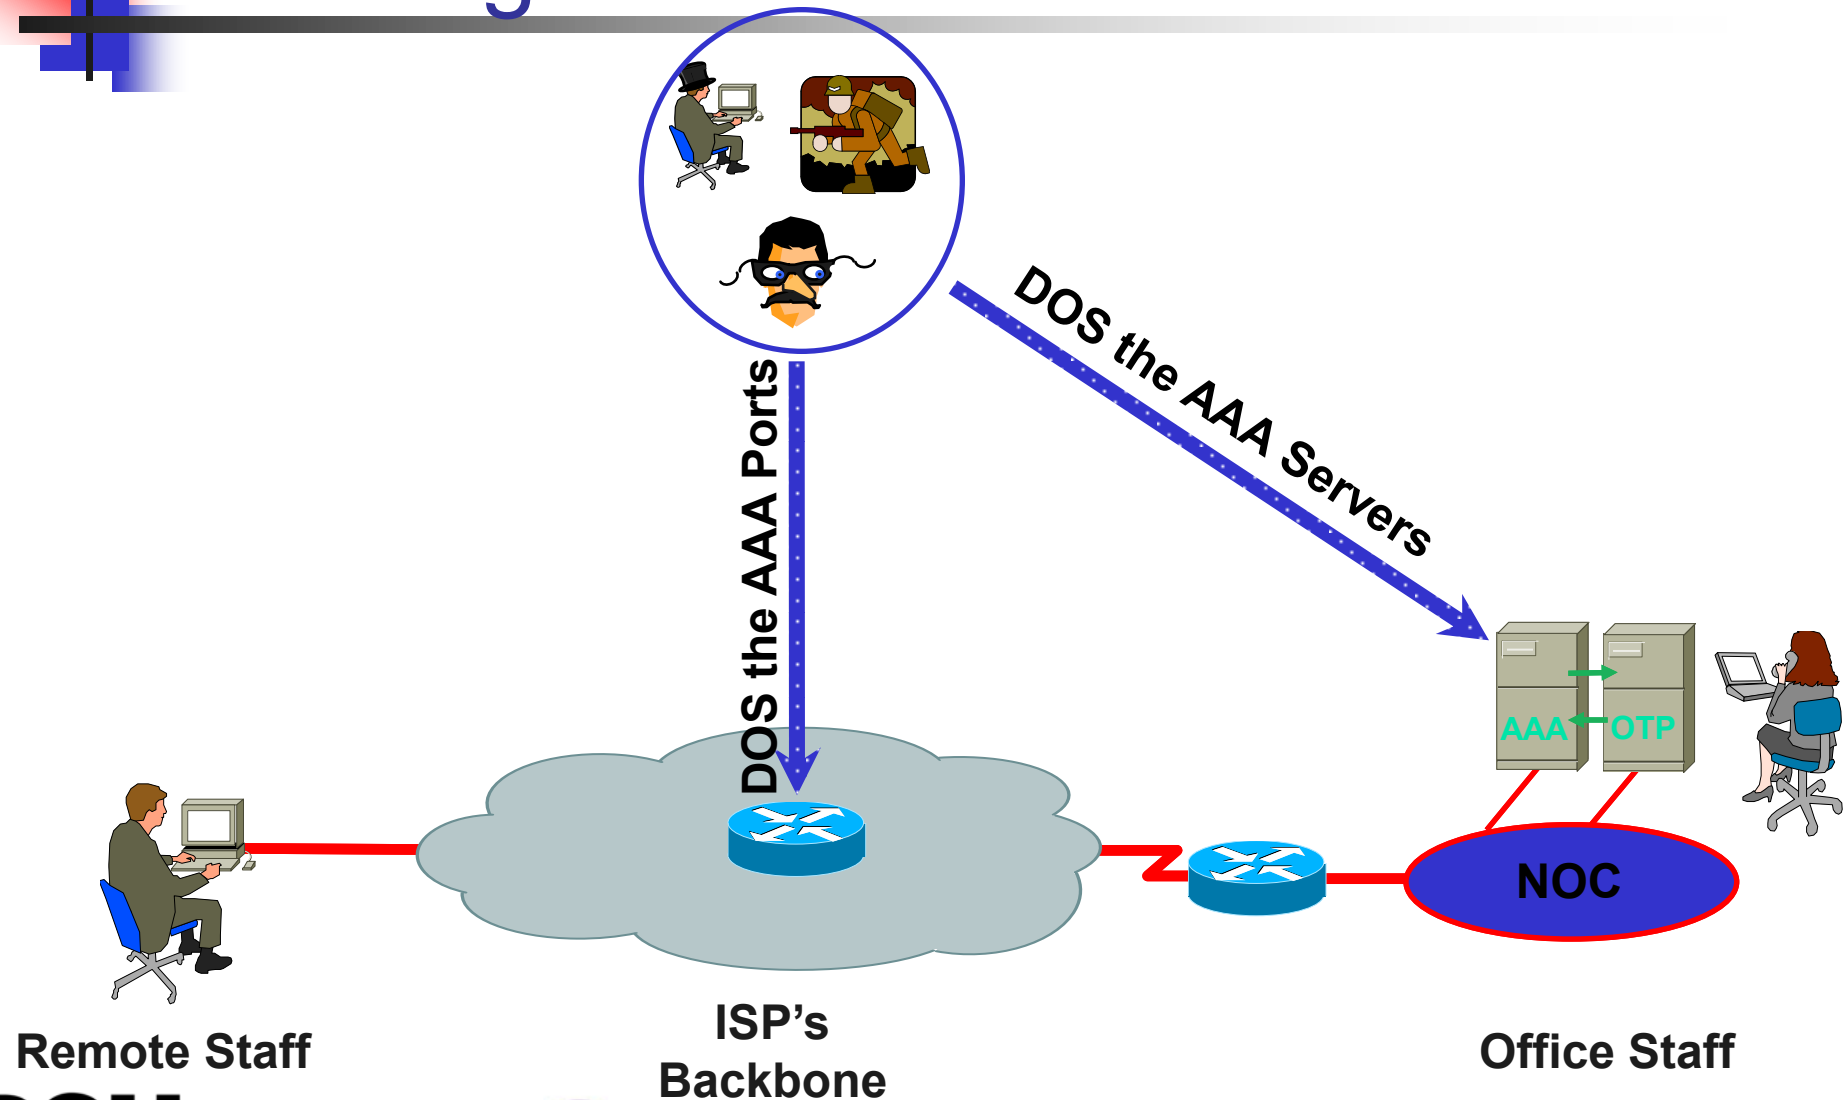 DOS the AAA Ports
DOS the AAA Servers
AAA
OTP
NOC
Remote Staff
ISP’s
Backbone
Office Staff